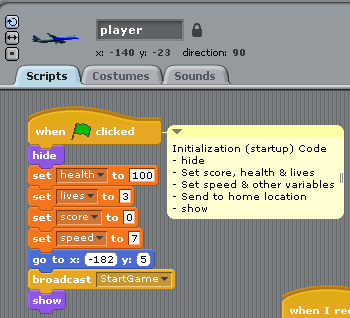 player
x: -140 y: -23 direction: 90
Scripts Costumes Sounds
when clicked
hide
set health to 100
set lives to 3
set score to 0
set speed to 7
go to x: -182 y: 5
broadcast StartGame
show
Initialization (startup) Code
- hide
- Set score, health & lives
- Set speed & other variables
- Send to home location
- show
when I rec